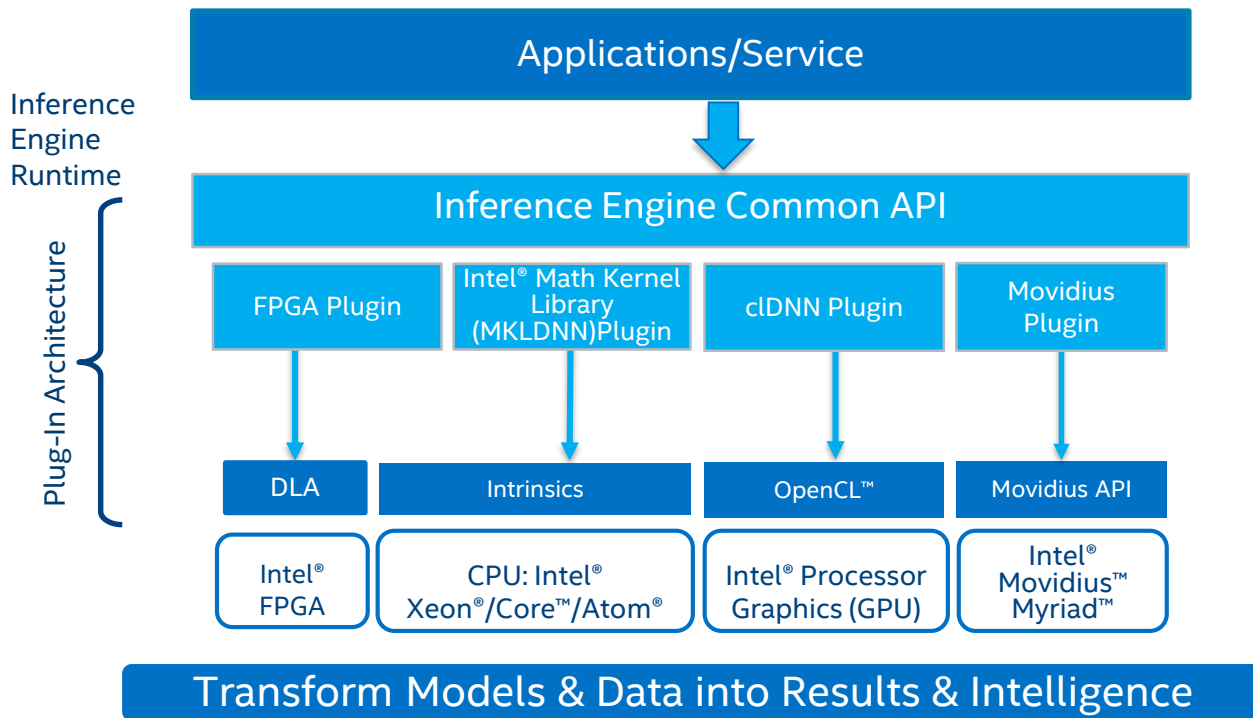 Applications/Service
Inference
Engine
Runtime
Inference Engine Common API
Plug-In Architecture
FPGA Plugin
Intel® Math Kernel
Library
(MKLDNN)Plugin
clDNN Plugin
Movidius
Plugin
DLA
Intrinsics
OpenCL™
Movidius API
Intel®
FPGA
CPU: Intel®
Xeon®/Core™/Atom®
Intel® Processor
Graphics (GPU)
Intel®
Movidius™
Myriad™
Transform Models & Data into Results & Intelligence